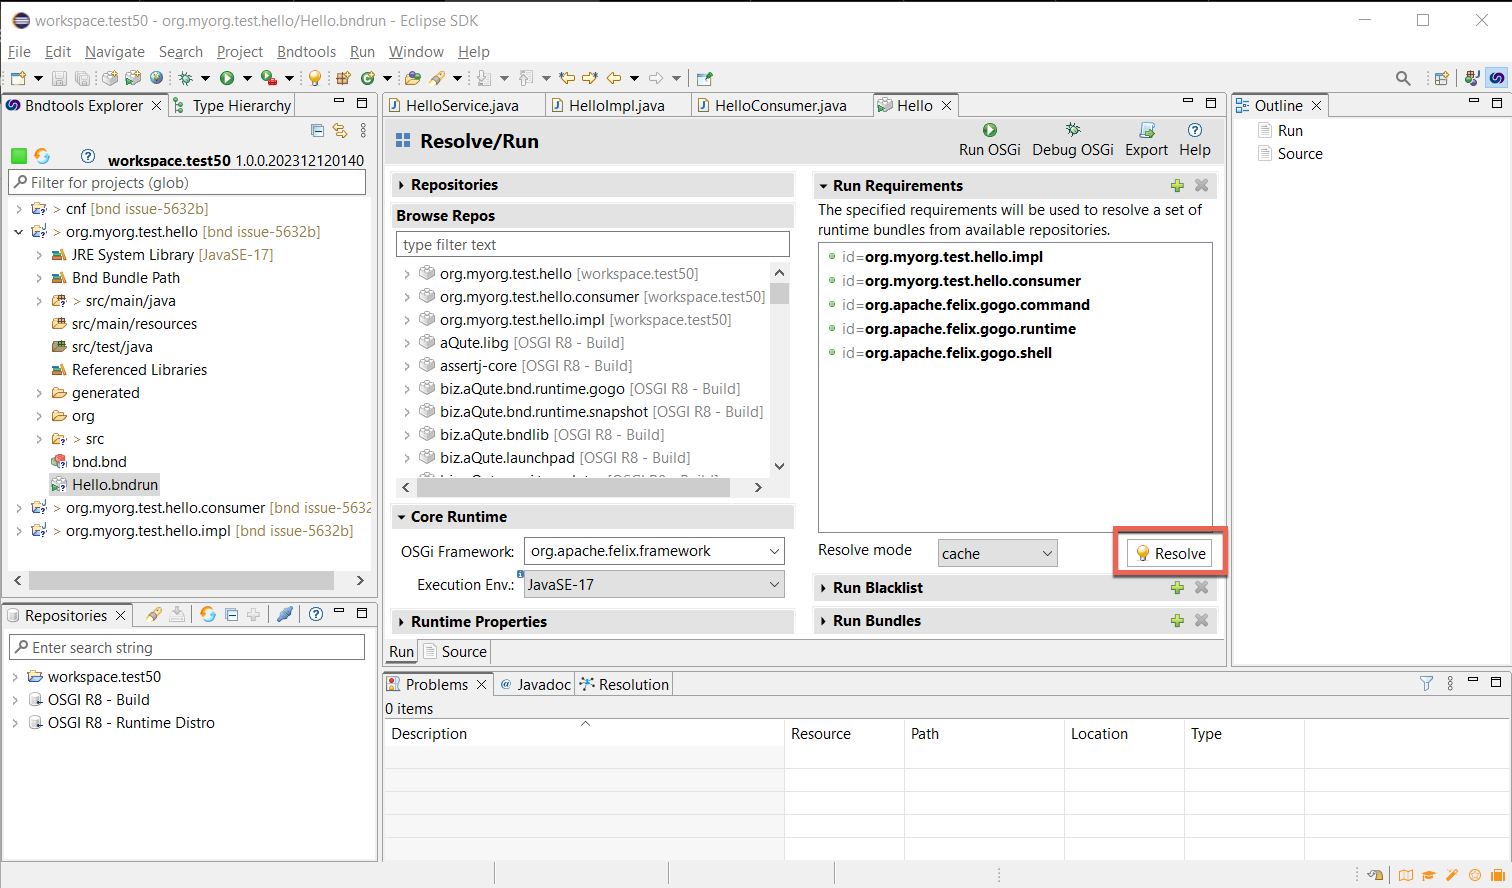 workspace.test50 - org.myorg.test.hello/Hello.bndrun - Eclipse SDK
File Edit Navigate Search Project Bndtools Run Window Help
Bndtools Explorer
Type Hierarchy
workspace.test50 1.0.0.202312120140
Filter for projects (glob)
> cnf [bnd issue-5632b]
> org.myorg.test.hello [bnd issue-5632b]
JRE System Library [JavaSE-17]
Bnd Bundle Path
> src/main/java
src/main/resources
src/test/java
Referenced Libraries
generated
org
> src
bnd.bnd
Hello.bndrun
> org.myorg.test.hello.consumer [bnd issue-5632
> org.myorg.test.hello.impl [bnd issue-5632b]
Repositories
Enter search string
workspace.test50
OSGI R8 - Build
OSGI R8 - Runtime Distro
HelloService.java
HelloImpl.java
HelloConsumer.java
Hello
Resolve/Run
Run OSGi
Debug OSGi
Export
Help
Repositories
Browse Repos
type filter text
org.myorg.test.hello [workspace.test50]
org.myorg.test.hello.consumer [workspace.test50]
org.myorg.test.hello.impl [workspace.test50]
aQute.libg [OSGI R8 - Build]
assertj-core [OSGI R8 - Build]
biz.aQute.bnd.runtime.gogo [OSGI R8 - Build]
biz.aQute.bnd.runtime.snapshot [OSGI R8 - Build]
biz.aQute.bndlib [OSGI R8 - Build]
biz.aQute.launchpad [OSGI R8 - Build]
Core Runtime
OSGi Framework: org.apache.felix.framework
Execution Env.: JavaSE-17
Runtime Properties
Run Requirements
The specified requirements will be used to resolve a set of
runtime bundles from available repositories.
id=org.myorg.test.hello.impl
id=org.myorg.test.hello.consumer
id=org.apache.felix.gogo.command
id=org.apache.felix.gogo.runtime
id=org.apache.felix.gogo.shell
Resolve mode
cache
Resolve
Run Blacklist
Run Bundles
Run
Source
Outline
Run
Source
Problems
Javadoc
Resolution
0 items
Description
Resource
Path
Location
Type